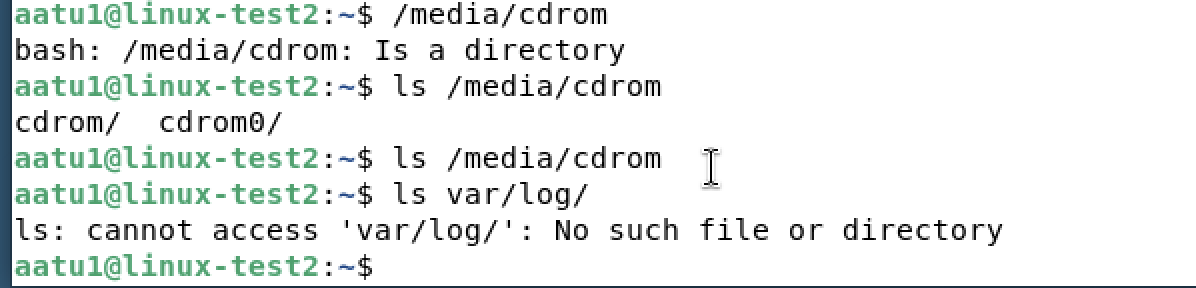 aatu1@linux-test2:~$ /media/cdrom
bash: /media/cdrom: Is a directory
aatu1@linux-test2:~$ ls /media/cdrom
cdrom/  cdrom0/
aatu1@linux-test2:~$ ls /media/cdrom
aatu1@linux-test2:~$ ls var/log/
ls: cannot access 'var/log/': No such file or directory
aatu1@linux-test2:~$